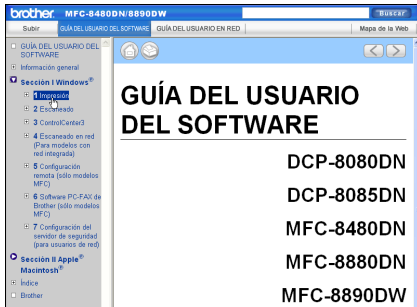 brother MFC-8480DN/8890DW
Buscar
Subir GUÍA DEL USUARIO DEL SOFTWARE GUÍA DEL USUARIO EN RED Mapa de la Web
GUÍA DEL USUARIO DEL
SOFTWARE
Información general
Sección I Windows®
1 Impresión
2 Escaneado
3 ControlCenter3
4 Escaneado en red
(Para modelos con
red integrada)
5 Configuración
remota (sólo modelos
MFC)
6 Software PC-FAX de
Brother (sólo modelos
MFC)
7 Configuración del
servidor de seguridad
(para usuarios de red)
Sección II Apple®
Macintosh®
Índice
Brother
GUÍA DEL USUARIO
DEL SOFTWARE
DCP-8080DN
DCP-8085DN
MFC-8480DN
MFC-8880DN
MFC-8890DW